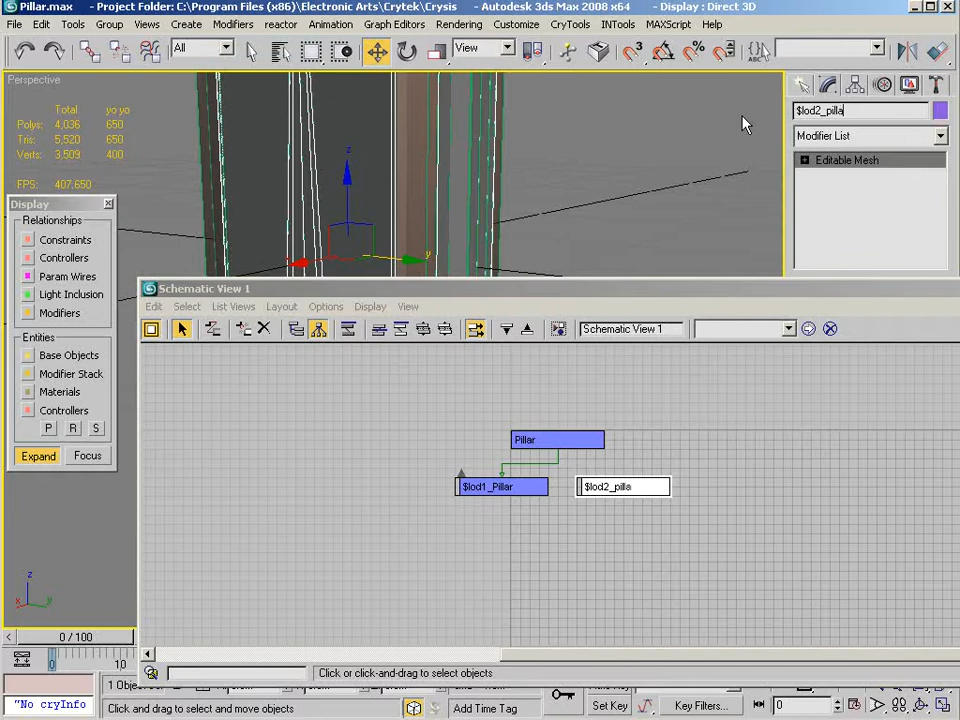 Pillar.max - Project Folder: C:\Program Files (x86)\Electronic Arts\Crytek\Crysis - Autodesk 3ds Max 2008 x64 - Display : Direct 3D
File Edit Tools Group Views Create Modifiers reactor Animation Graph Editors Rendering Customize CryTools INTools MAXScript Help
All View
Perspective
Total yo yo
Polys: 4,036 650
Tris: 5,520 650
Verts: 3,509 400
FPS: 407,650
$lod2_pilla
Modifier List
Editable Mesh
Display
Relationships
Constraints
Controllers
Param Wires
Light Inclusion
Modifiers
Entities
Base Objects
Modifier Stack
Materials
Controllers
P R S
Expand Focus
Schematic View 1
Edit Select List Views Layout Options Display View
Schematic View 1
Pillar
$lod1_Pillar $lod2_pilla
Click or click-and-drag to select objects
z
y
z
x y
0 / 100
0 10
"No cryInfo
1 Object
Click and drag to select and move objects
Add Time Tag
Set Key Key Filters...
0